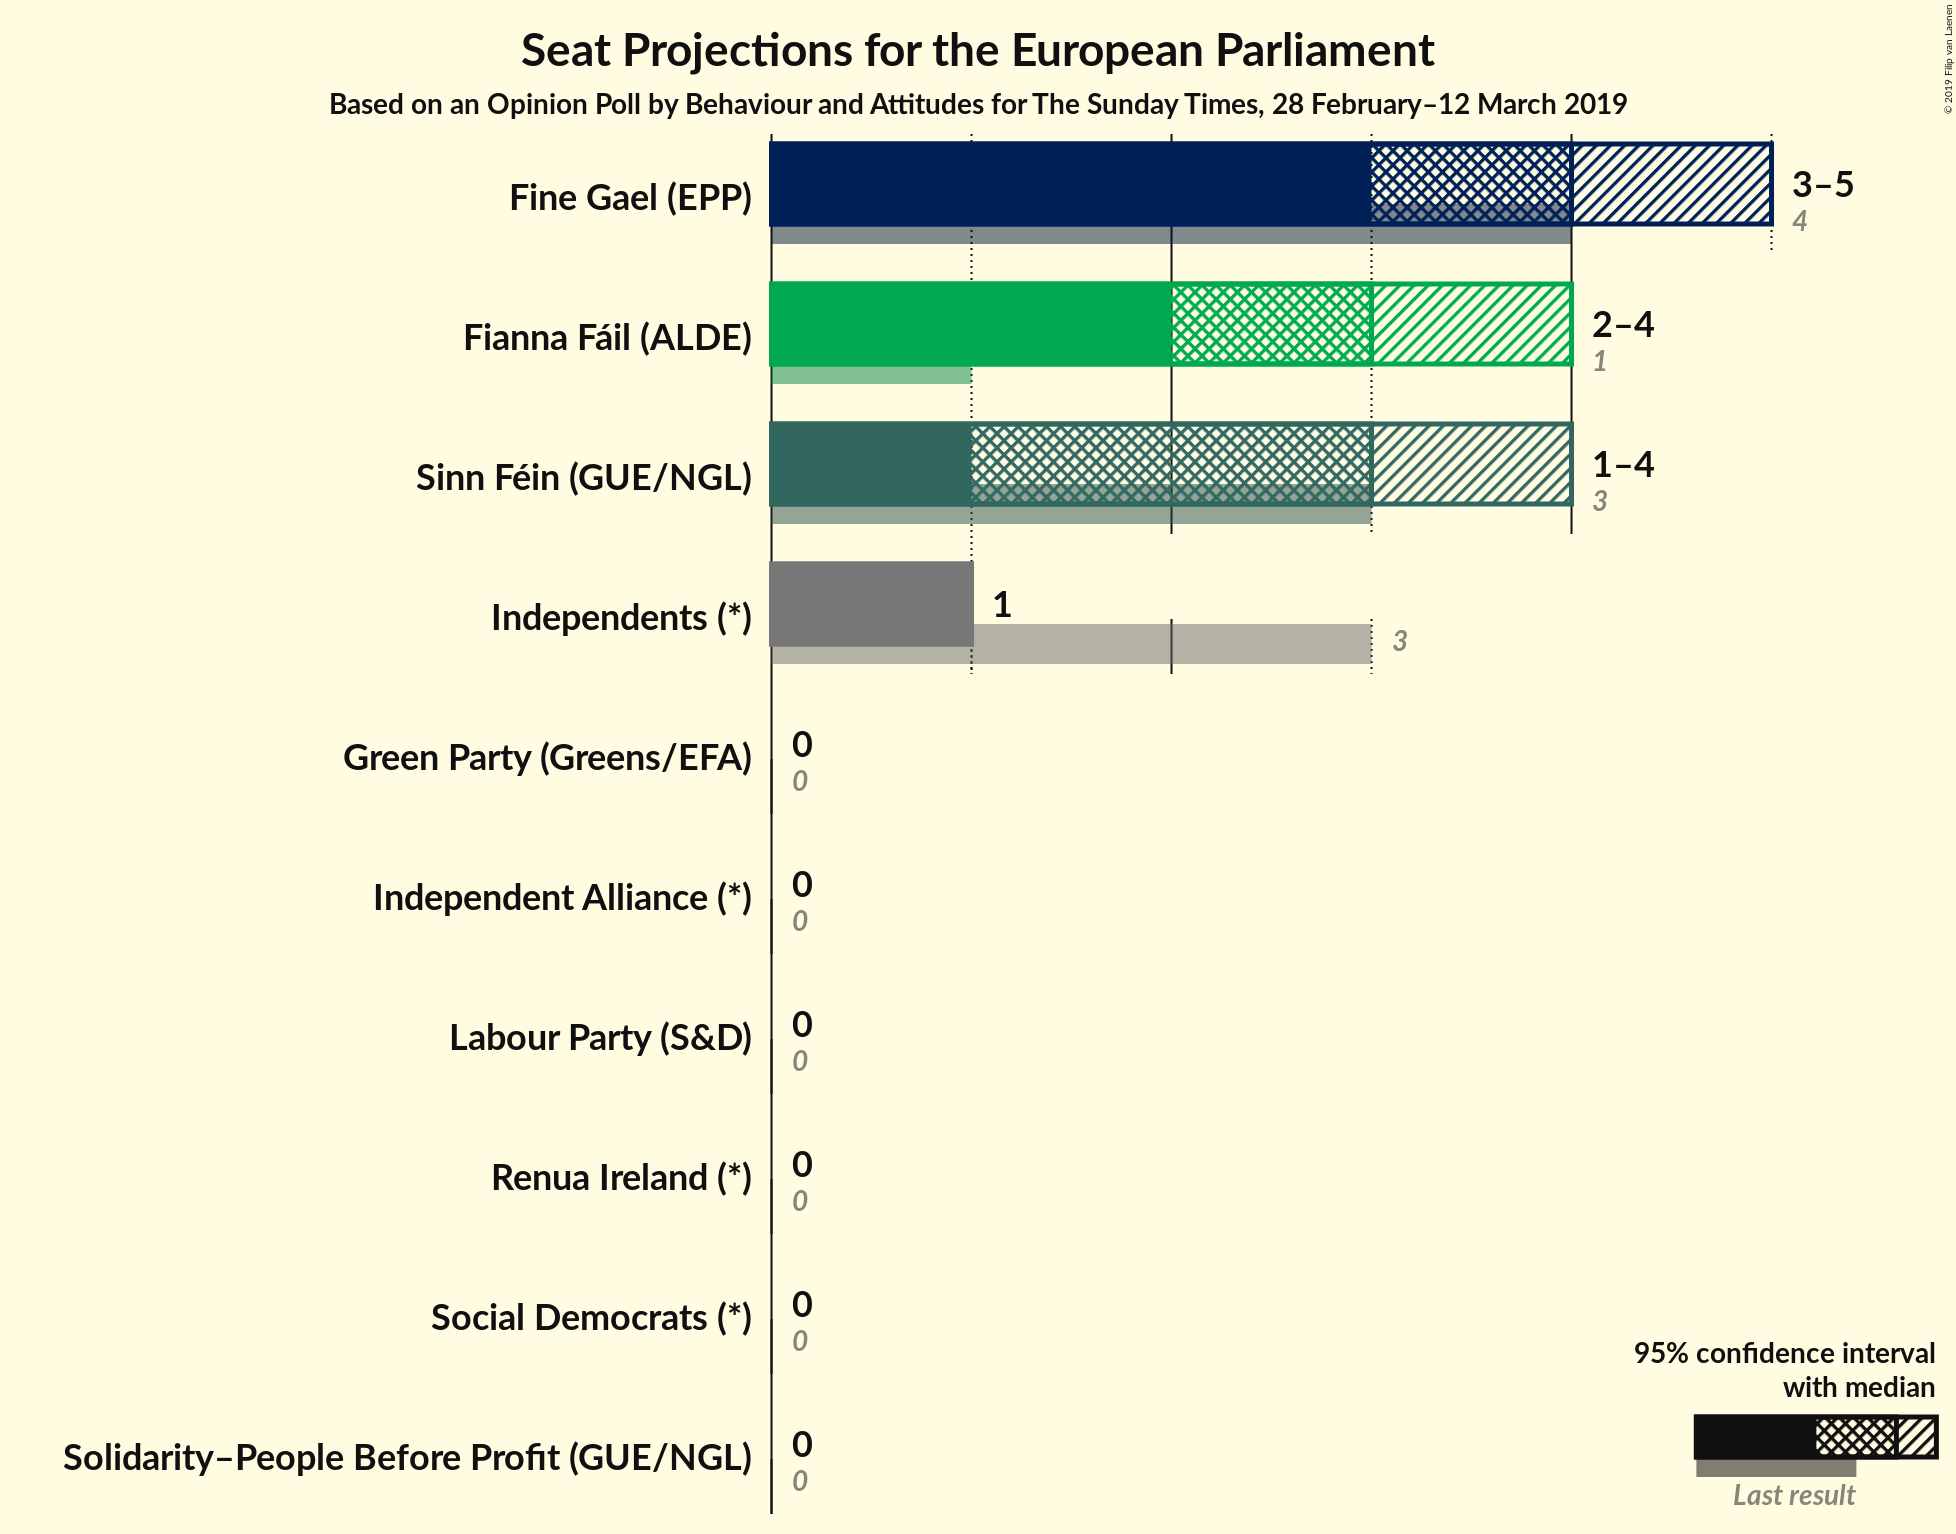 Seat Projections for the European Parliament
Based on an Opinion Poll by Behaviour and Attitudes for The Sunday Times, 28 February–12 March 2019
© 2019 Filip van Laenen
Fine Gael (EPP)
3–5
4
Fianna Fáil (ALDE)
2–4
1
Sinn Féin (GUE/NGL)
1–4
3
Independents (*)
1
3
Green Party (Greens/EFA)
0
0
Independent Alliance (*)
0
0
Labour Party (S&D)
0
0
Renua Ireland (*)
0
0
Social Democrats (*)
0
0
Solidarity–People Before Profit (GUE/NGL)
0
0
95% confidence interval
with median
Last result